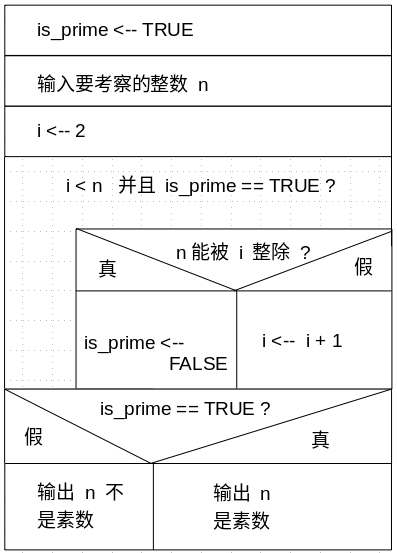 is_prime <-- TRUE
输入要考察的整数 n
i <-- 2
i < n 并且 is_prime == TRUE ?
n 能被 i 整除 ?
真
假
is_prime <--
FALSE
i <-- i + 1
is_prime == TRUE ?
假
真
输出 n 不
是素数
输出 n
是素数